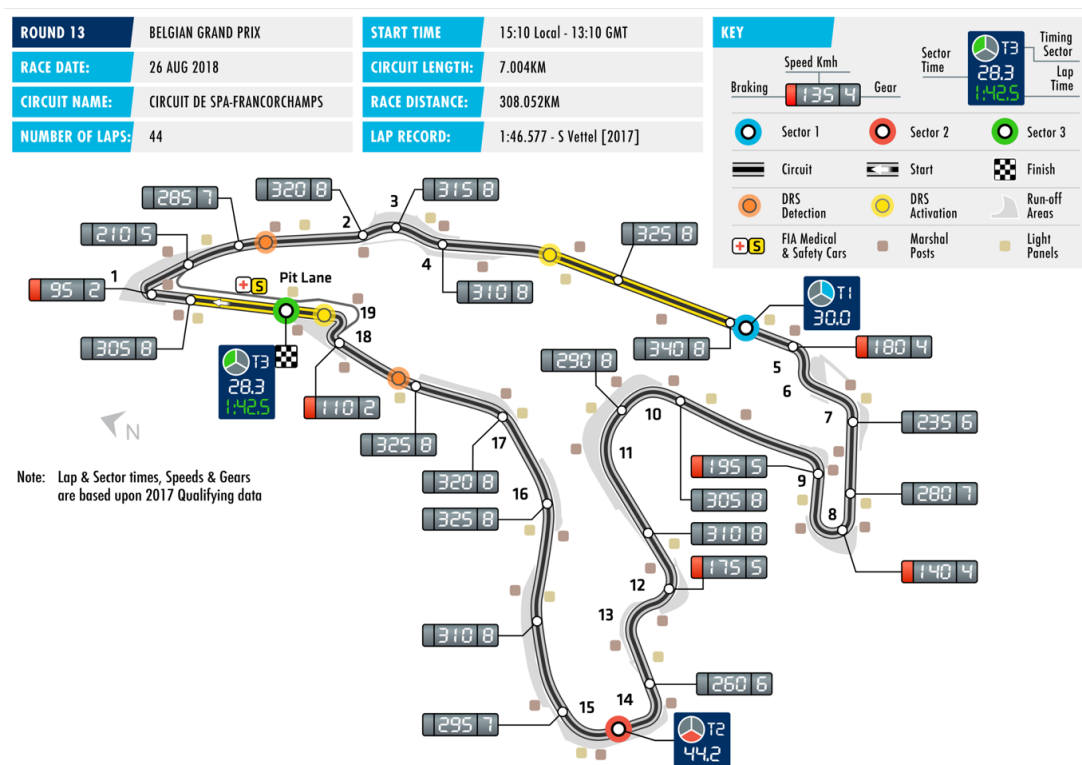 ROUND 13 BELGIAN GRAND PRIX
RACE DATE: 26 AUG 2018
CIRCUIT NAME: CIRCUIT DE SPA-FRANCORCHAMPS
NUMBER OF LAPS: 44
START TIME 15:10 Local - 13:10 GMT
CIRCUIT LENGTH: 7.004KM
RACE DISTANCE: 308.052KM
LAP RECORD: 1:46.577 - S Vettel [2017]
KEY
Speed Kmh
Braking 135 4 Gear
Sector Time
T3
28.3
1:42.5
Timing Sector
Lap Time
Sector 1 Sector 2 Sector 3
Circuit Start Finish
DRS Detection DRS Activation Run-off Areas
S FIA Medical & Safety Cars Marshal Posts Light Panels
285 7
320 8
3
315 8
2
210 5
4
325 8
310 8
1
95 2
S Pit Lane
19
18
305 8
T3
28.3
1:42.5
110 2
T1
30.0
340 8
180 4
5
6
7
290 8
10
11
235 6
325 8
17
195 5
9
320 8
305 8
280 7
16
325 8
8
310 8
175 5
140 4
12
13
310 8
260 6
14
15
295 7
T2
44.2
N
Note: Lap & Sector times, Speeds & Gears
are based upon 2017 Qualifying data